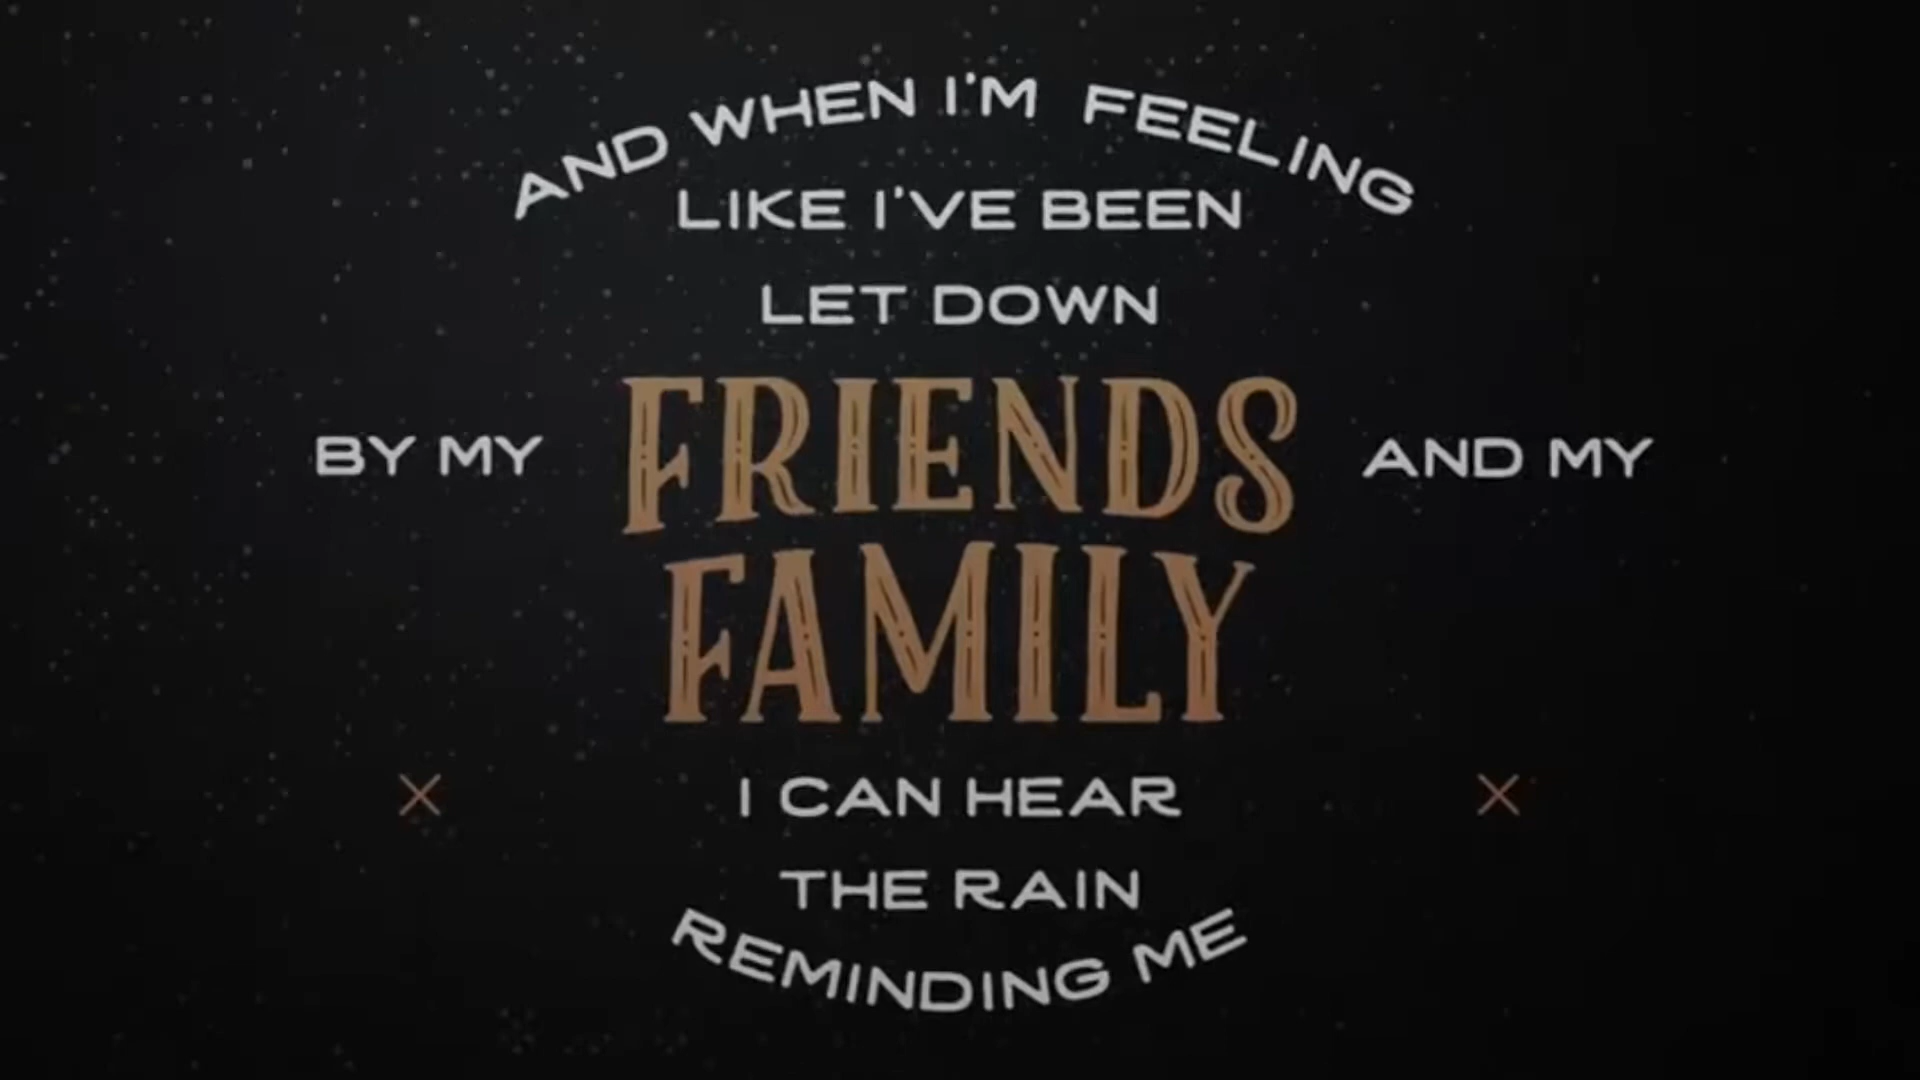 AND WHEN I'M FEELING
LIKE I'VE BEEN
LET DOWN
BY MY FRIENDS AND MY
FAMILY
I CAN HEAR
THE RAIN
REMINDING ME